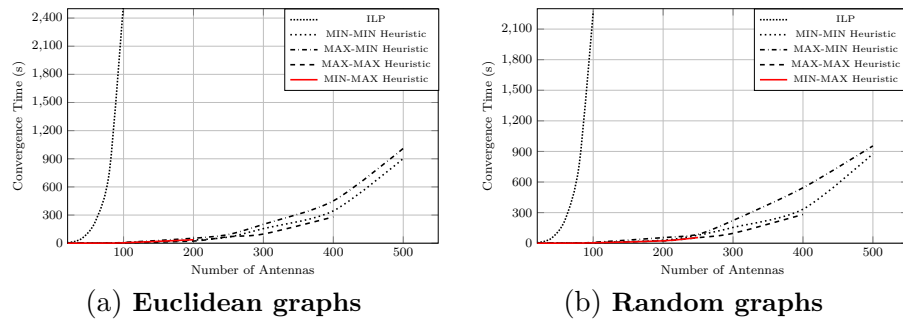 2,400
2,100
1,800
1,500
1,200
900
600
300
0
100
200
300
400
500
Number of Antennas
Convergence Time (s)
ILP
MIN-MIN Heuristic
MAX-MIN Heuristic
MAX-MAX Heuristic
MIN-MAX Heuristic
(a) Euclidean graphs
2,100
1,800
1,500
1,200
900
600
300
0
100
200
300
400
500
Number of Antennas
Convergence Time (s)
ILP
MIN-MIN Heuristic
MAX-MIN Heuristic
MAX-MAX Heuristic
MIN-MAX Heuristic
(b) Random graphs